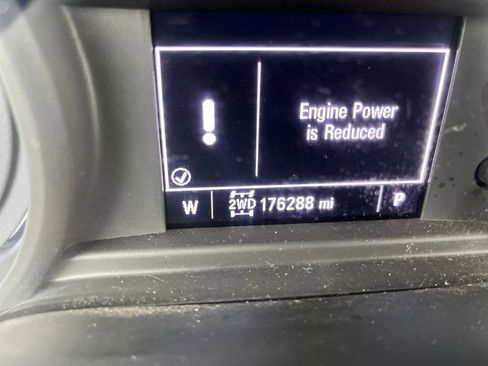 Engine Power
is Reduced
W 2WD 176288 mi P